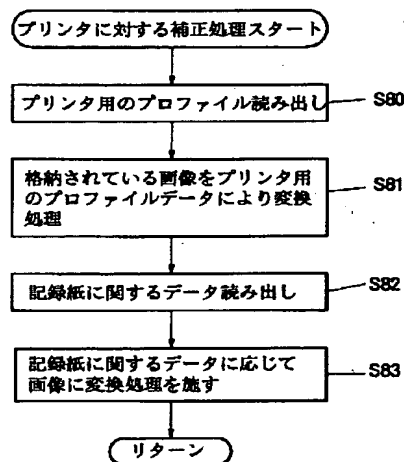 プリンタに対する補正処理スタート
プリンタ用のプロファイル読み出し
S80
格納されている画像をプリンタ用
のプロファイルデータにより変換
処理
S81
記録紙に関するデータ読み出し
S82
記録紙に関するデータに応じて
画像に変換処理を施す
S83
リターン